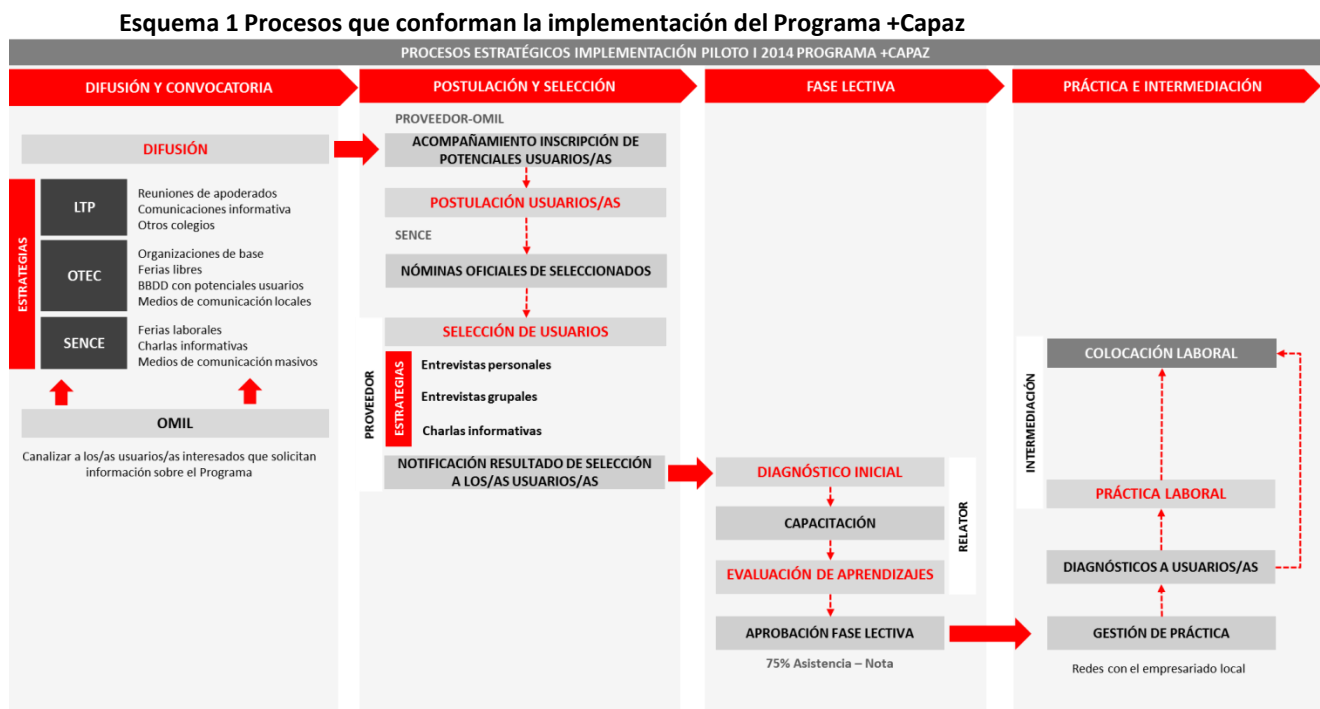 Esquema 1 Procesos que conforman la implementación del Programa +Capaz
PROCESOS ESTRATÉGICOS IMPLEMENTACIÓN PILOTO I 2014 PROGRAMA +CAPAZ
DIFUSIÓN Y CONVOCATORIA
DIFUSIÓN
ESTRATEGIAS
LTP
Reuniones de apoderados
Comunicaciones informativa
Otros colegios
OTEC
Organizaciones de base
Ferias libres
BBDD con potenciales usuarios
Medios de comunicación locales
SENCE
Ferias laborales
Charlas informativas
Medios de comunicación masivos
OMIL
Canalizar a los/as usuarios/as interesados que solicitan
información sobre el Programa
POSTULACIÓN Y SELECCIÓN
PROVEEDOR-OMIL
ACOMPAÑAMIENTO INSCRIPCIÓN DE
POTENCIALES USUARIOS/AS
POSTULACIÓN USUARIOS/AS
SENCE
NÓMINAS OFICIALES DE SELECCIONADOS
PROVEEDOR
SELECCIÓN DE USUARIOS
ESTRATEGIAS
Entrevistas personales
Entrevistas grupales
Charlas informativas
NOTIFICACIÓN RESULTADO DE SELECCIÓN
A LOS/AS USUARIOS/AS
FASE LECTIVA
DIAGNÓSTICO INICIAL
CAPACITACIÓN
EVALUACIÓN DE APRENDIZAJES
RELATOR
APROBACIÓN FASE LECTIVA
75% Asistencia – Nota
PRÁCTICA E INTERMEDIACIÓN
INTERMEDIACIÓN
COLOCACIÓN LABORAL
PRÁCTICA LABORAL
DIAGNÓSTICOS A USUARIOS/AS
GESTIÓN DE PRÁCTICA
Redes con el empresariado local